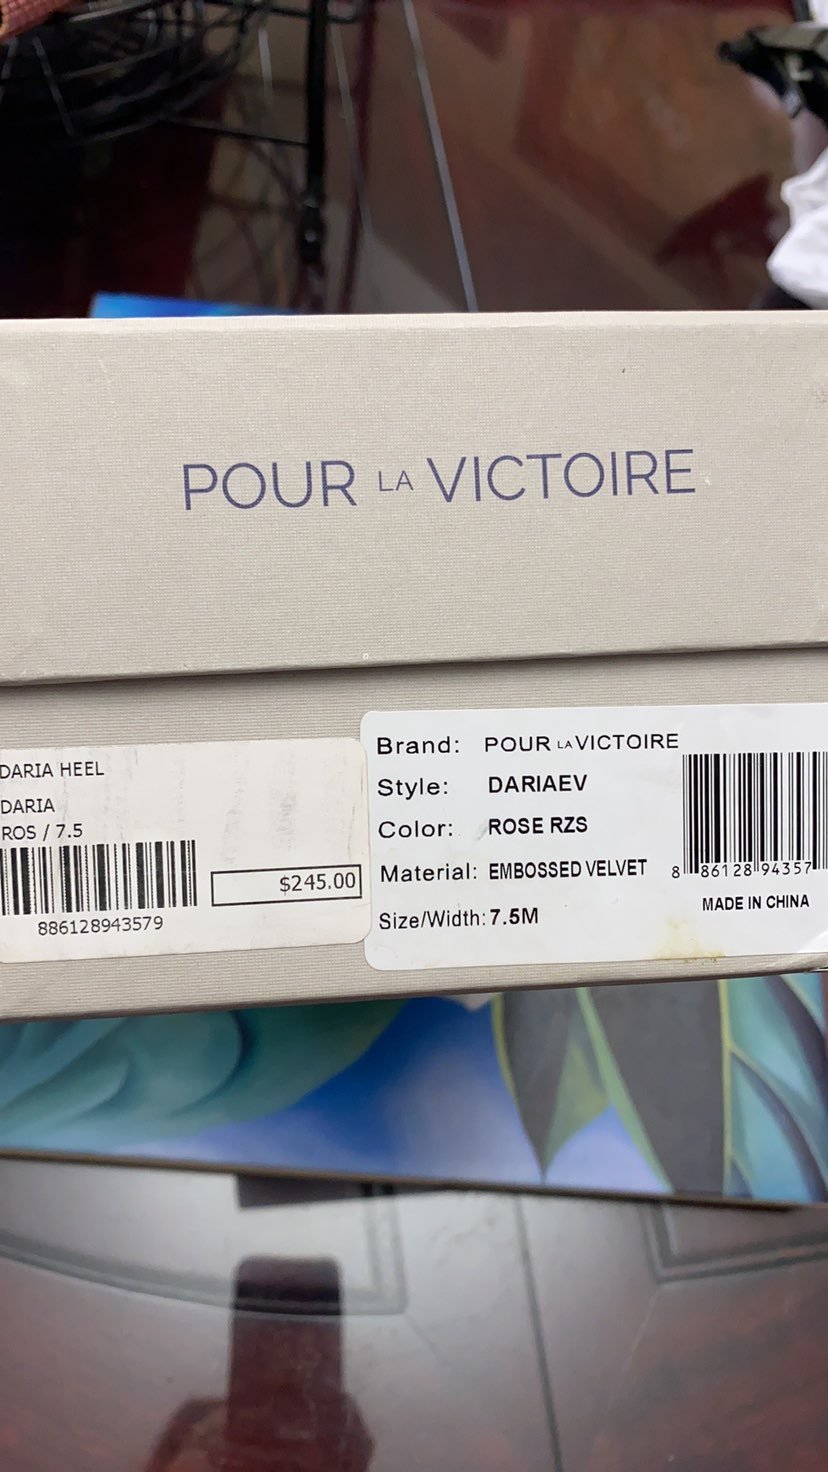 POUR LA VICTOIRE
DARIA HEEL
DARIA
ROS / 7.5
$245.00
886128943579
Brand: POUR LA VICTOIRE
Style: DARIAEV
Color: ROSE RZS
Material: EMBOSSED VELVET
Size/Width: 7.5M
8 86128 94357
MADE IN CHINA